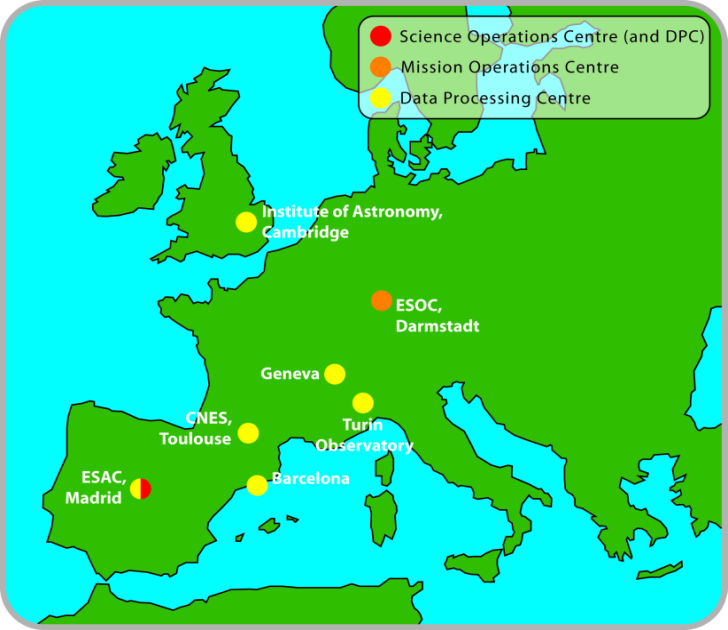 Science Operations Centre (and DPC)
Mission Operations Centre
Data Processing Centre
Institute of Astronomy,
Cambridge
ESOC,
Darmstadt
Geneva
CNES,
Toulouse
Turin
Observatory
ESAC,
Madrid
Barcelona